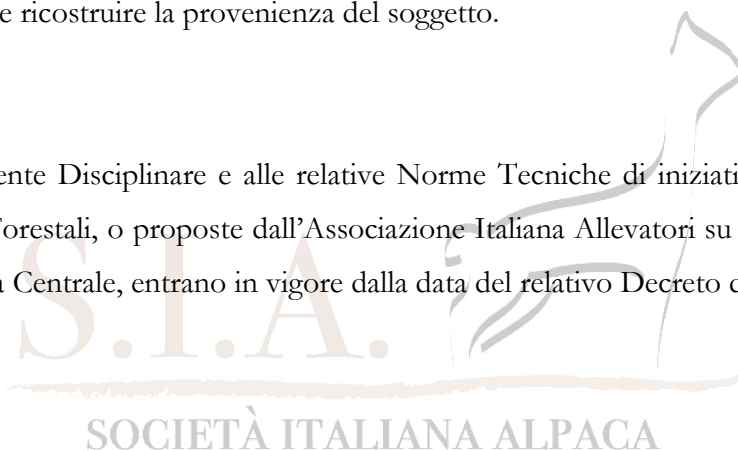 e ricostruire la provenienza del soggetto.
ente Disciplinare e alle relative Norme Tecniche di iniziati
Forestali, o proposte dall'Associazione Italiana Allevatori su
Centrale, entrano in vigore dalla data del relativo Decreto
S.I.A.
SOCIETÀ ITALIANA ALPACA